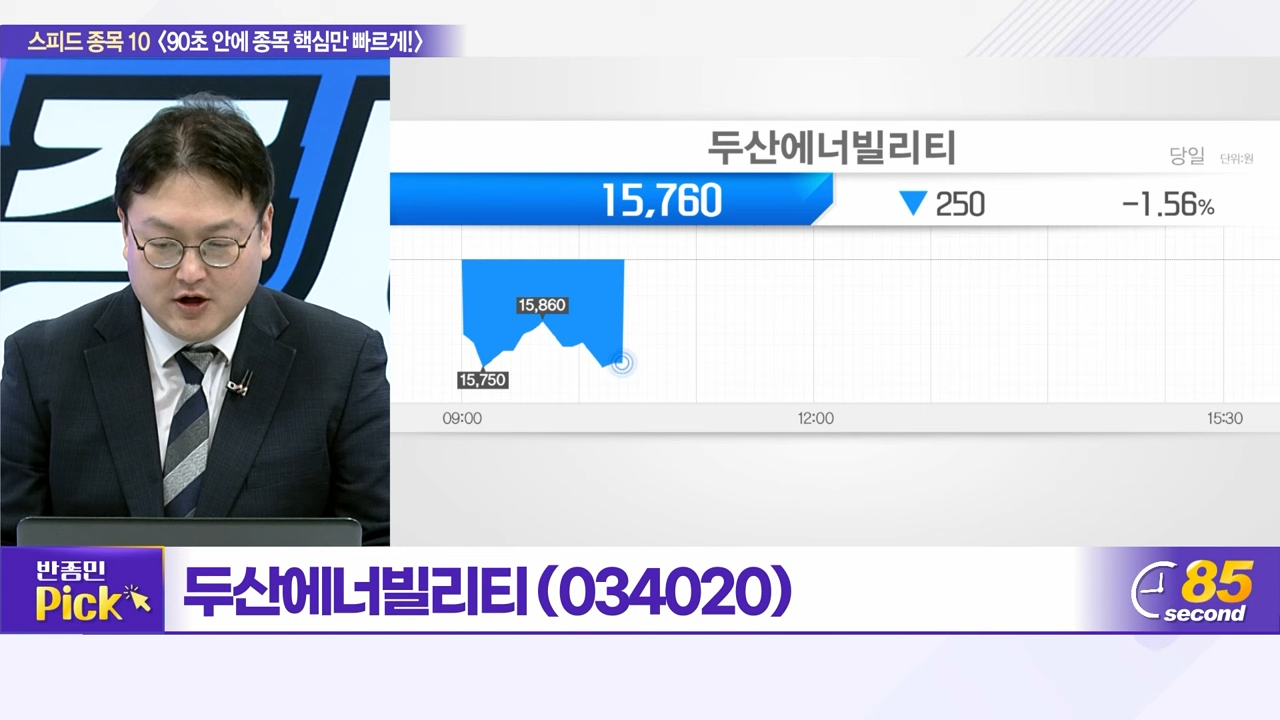 스피드 종목 10 〈90초 안에 종목 핵심만 빠르게!〉
두산에너빌리티
당일 단위:원
15,760 ▼250 -1.56%
15,860
15,750
09:00 12:00 15:30
반종민
Pick
두산에너빌리티(034020)
85
second